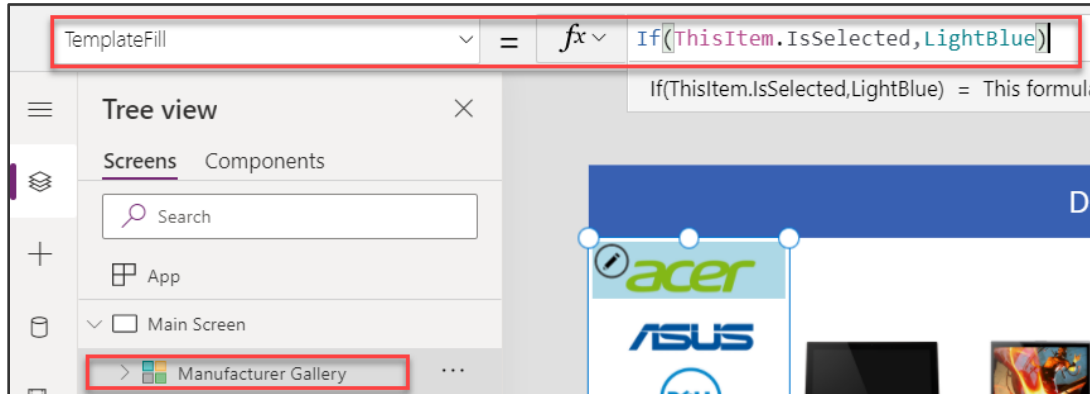 TemplateFill = fx If(ThisItem.IsSelected,LightBlue)
If(ThisItem.IsSelected,LightBlue) = This formul
Tree view
Screens Components
Search
App
Main Screen
Manufacturer Gallery
D
acer
ASUS